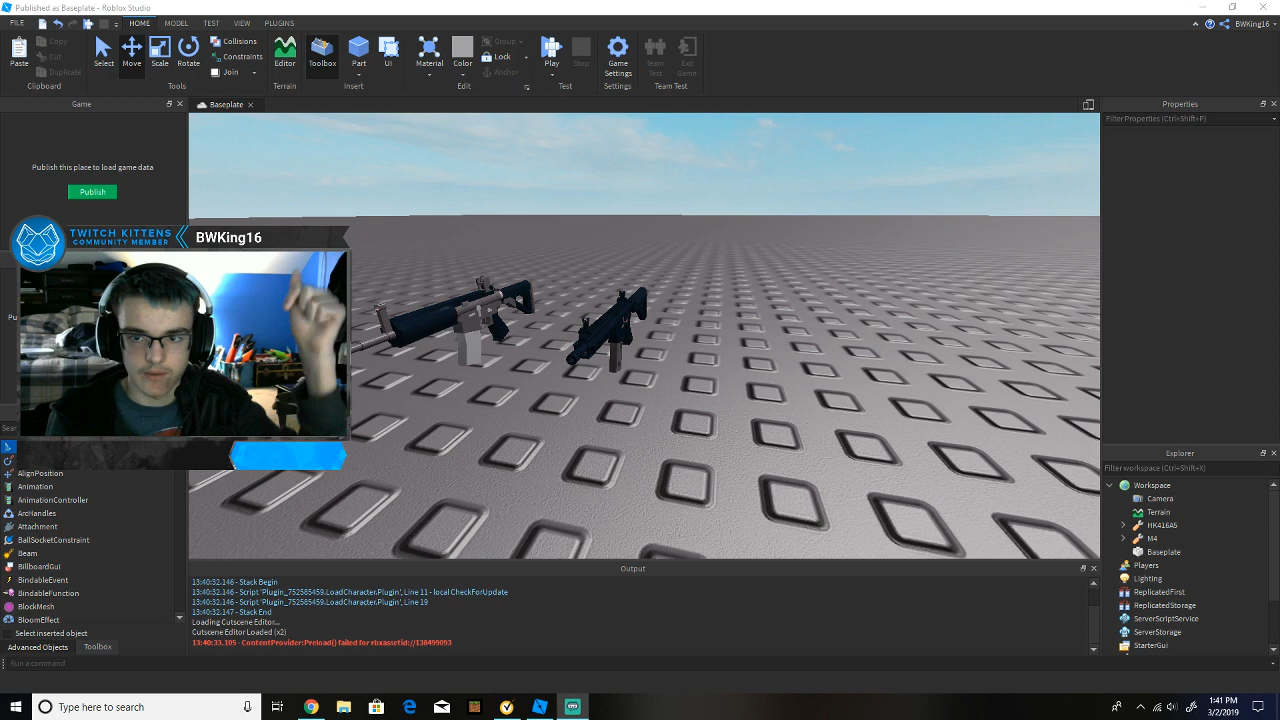 Published as Baseplate - Roblox Studio
FILE HOME MODEL TEST VIEW PLUGINS BWKing16
Paste Copy Cut Duplicate Select Move Scale Rotate Collisions Constraints Join Editor Toolbox Part UI Material Color Group Lock Anchor Play Stop Game Settings Team Test Exit Game
Clipboard Tools Terrain Insert Edit Test Settings Team Test
Game Baseplate Properties
Filter Properties (Ctrl+Shift+P)
Publish this place to load game data
Publish
TWITCH KITTENS
COMMUNITY MEMBER
BWKing16
Pu
Sear
AlignPosition
Animation
AnimationController
ArcHandles
Attachment
BallSocketConstraint
Beam
BillboardGui
BindableEvent
BindableFunction
BlockMesh
BloomEffect
Select inserted object
Advanced Objects Toolbox
Run a command
Output
13:40:32.146 - Stack Begin
13:40:32.146 - Script 'Plugin_752585459.LoadCharacter.Plugin', Line 11 - local CheckForUpdate
13:40:32.146 - Script 'Plugin_752585459.LoadCharacter.Plugin', Line 19
13:40:32.147 - Stack End
Loading Cutscene Editor...
Cutscene Editor Loaded (x2)
13:40:33.105 - ContentProvider:Preload() failed for rbxassetid://138499093
Explorer
Filter workspace (Ctrl+Shift+X)
Workspace
Camera
Terrain
HK416A5
M4
Baseplate
Players
Lighting
ReplicatedFirst
ReplicatedStorage
ServerScriptService
ServerStorage
StarterGui
Type here to search
1:41 PM
3/2/2019